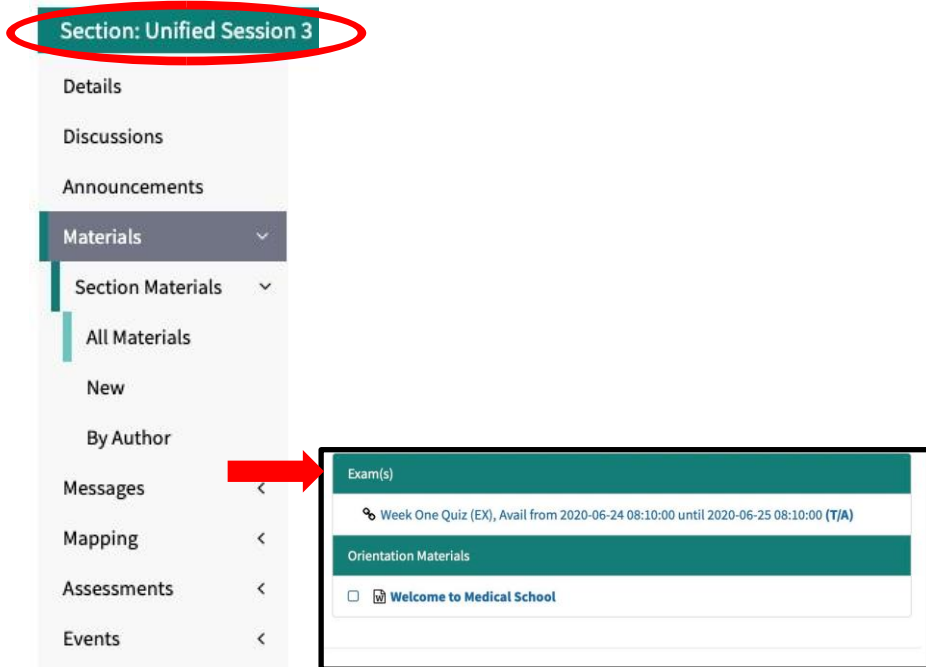 Section: Unified Session 3
Details
Discussions
Announcements
Materials
Section Materials
All Materials
New
By Author
Messages
Mapping
Assessments
Events
Exam(s)
Week One Quiz (EX), Avail from 2020-06-24 08:10:00 until 2020-06-25 08:10:00 (T/A)
Orientation Materials
Welcome to Medical School